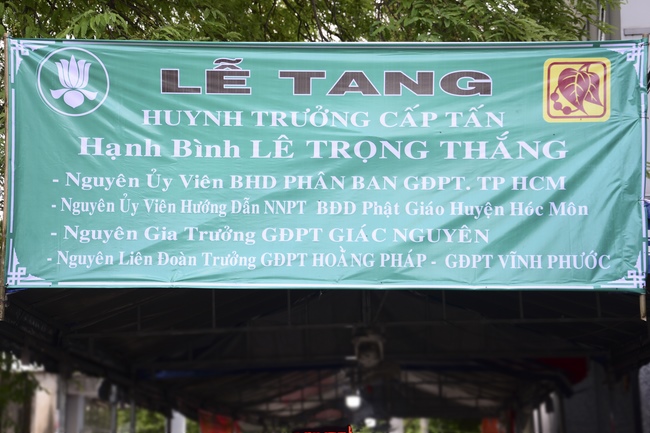 LỄ TANG
HUYNH TRƯỞNG CẤP TẤN
Hạnh Bình LÊ TRỌNG THẮNG
- Nguyên Ủy Viên BHD PHÂN BAN GĐPT. TP HCM
- Nguyên Ủy Viên Hướng Dẫn NNPT BĐD Phật Giáo Huyện Hóc Môn
- Nguyên Gia Trưởng GĐPT GIÁC NGUYÊN
- Nguyên Liên Đoàn Trưởng GĐPT HOẰNG PHÁP - GĐPT VĨNH PHƯỚC